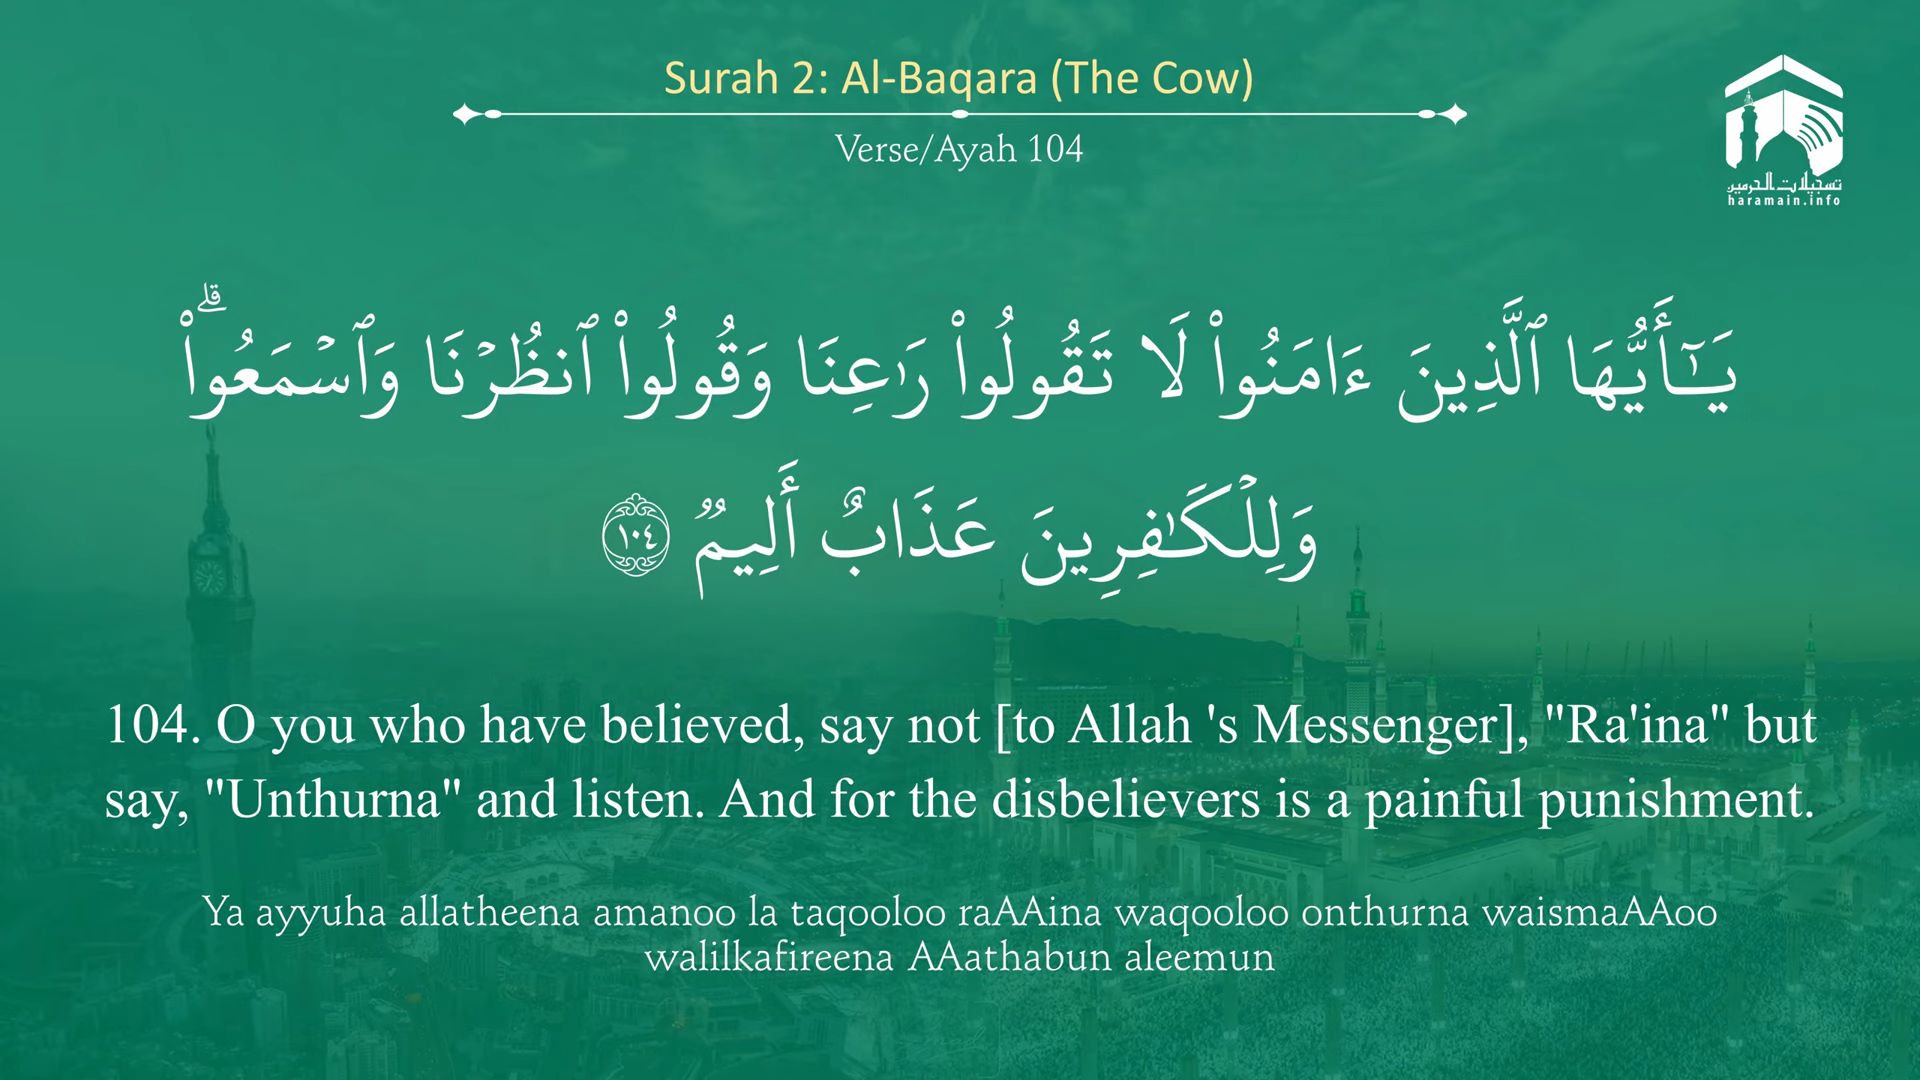 Surah 2: Al-Baqara (The Cow)
Verse/Ayah 104
تسجيلات الحرمين
haramain.info
يَـٰٓأَيُّهَا ٱلَّذِينَ ءَامَنُوا۟ لَا تَقُولُوا۟ رَٰعِنَا وَقُولُوا۟ ٱنظُرْنَا وَٱسْمَعُوا۟ ۗ
وَلِلْكَـٰفِرِينَ عَذَابٌ أَلِيمٌ ١٠٤
104. O you who have believed, say not [to Allah 's Messenger], "Ra'ina" but
say, "Unthurna" and listen. And for the disbelievers is a painful punishment.
Ya ayyuha allatheena amanoo la taqooloo raAAina waqooloo onthurna waismaAAoo
walilkafireena AAathabun aleemun